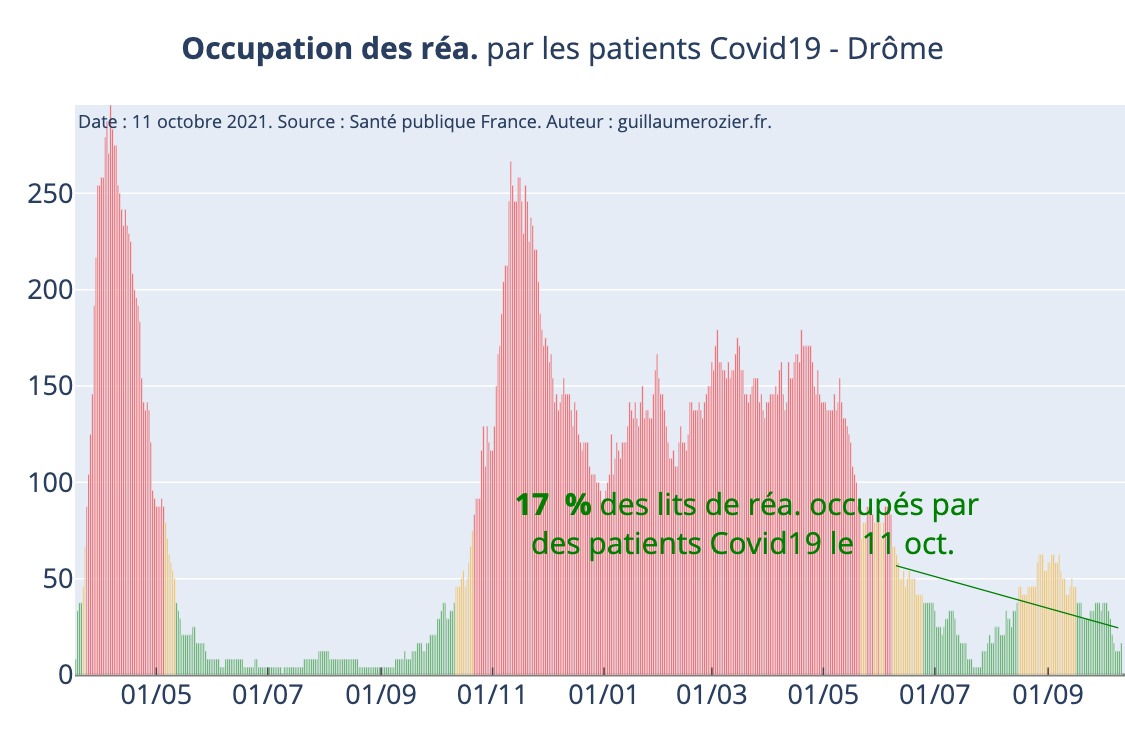 Occupation des réa. par les patients Covid19 - Drôme
Date : 11 octobre 2021. Source : Santé publique France. Auteur : guillaumerozier.fr.
250
200
150
100
50
0
17 % des lits de réa. occupés par
des patients Covid19 le 11 oct.
01/05 01/07 01/09 01/11 01/01 01/03 01/05 01/07 01/09